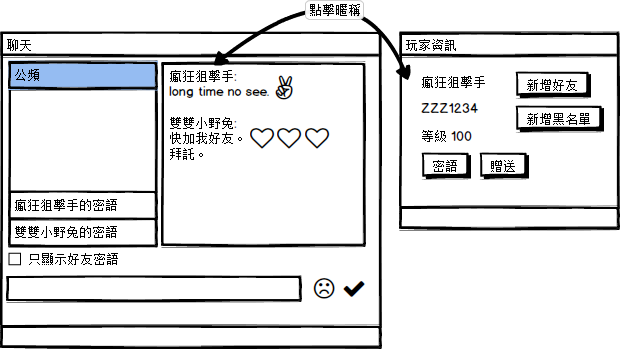 點擊暱稱
聊天
公頻
瘋狂狙擊手的密語
雙雙小野兔的密語
瘋狂狙擊手:
long time no see.
雙雙小野兔:
快加我好友。
拜託。
只顯示好友密語
玩家資訊
瘋狂狙擊手
新增好友
ZZZ1234
新增黑名單
等級 100
密語
贈送